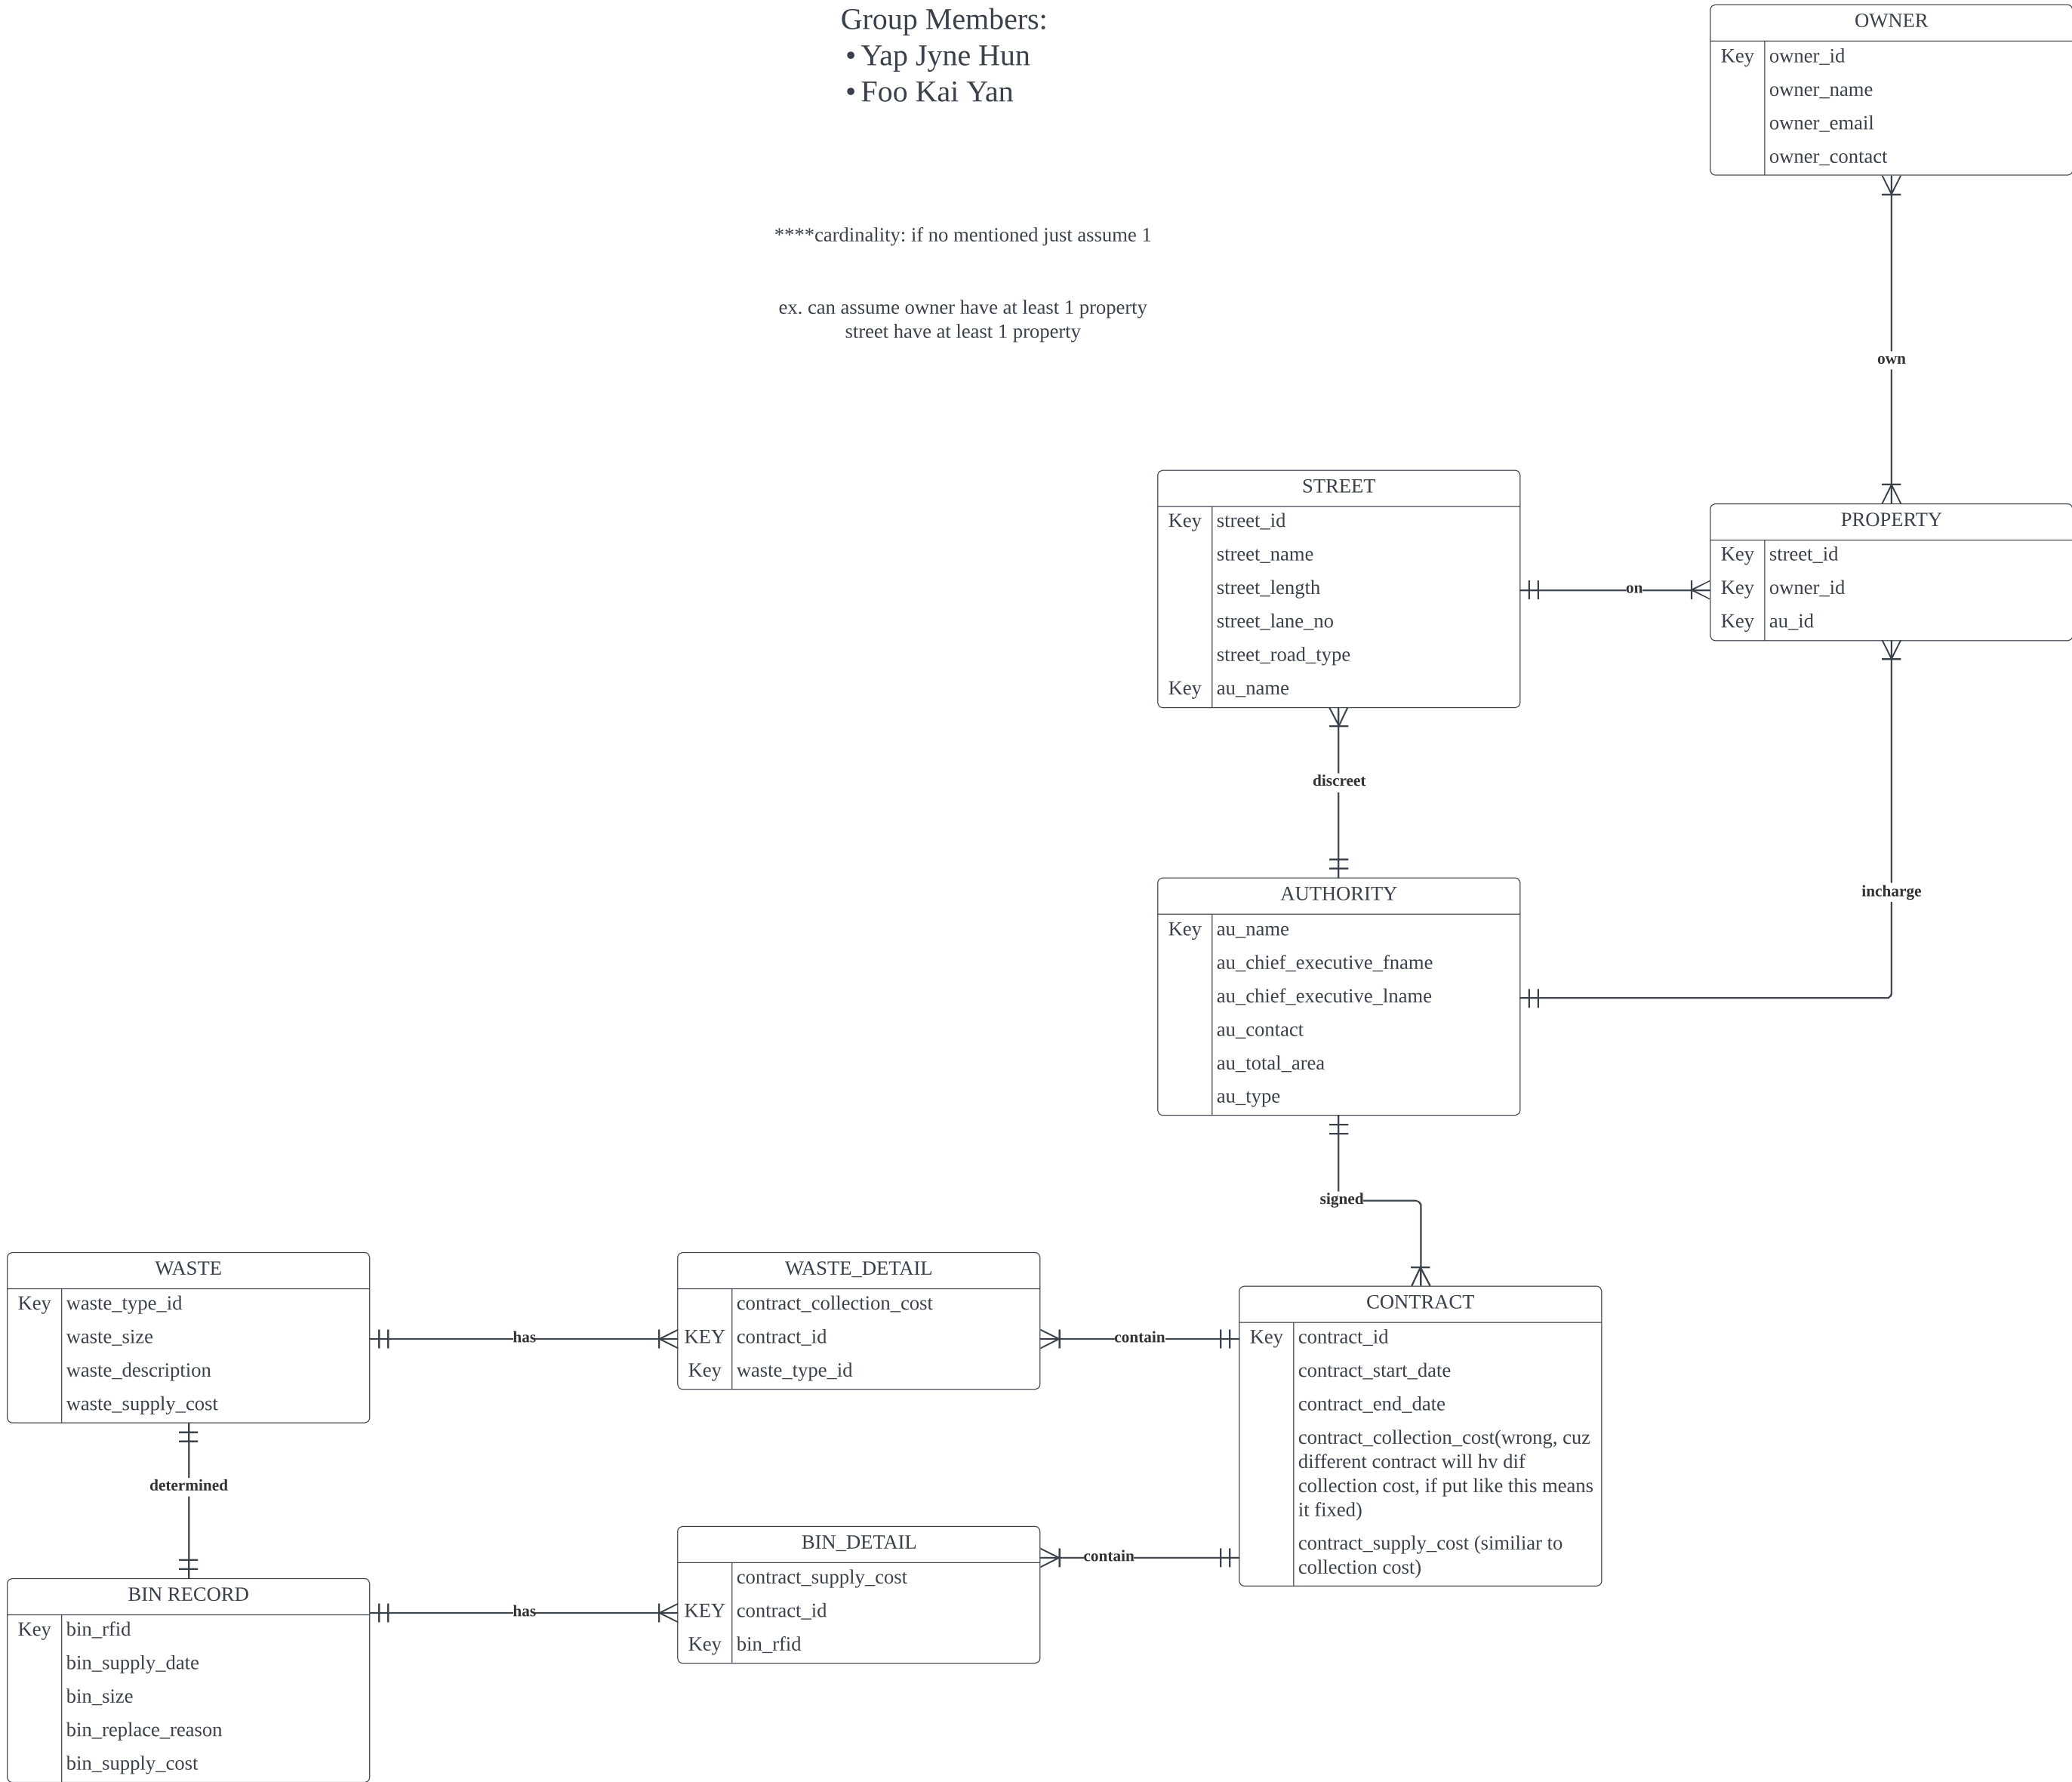 Group Members:
• Yap Jyne Hun
• Foo Kai Yan
****cardinality: if no mentioned just assume 1
ex. can assume owner have at least 1 property
street have at least 1 property
OWNER
Key owner_id
owner_name
owner_email
owner_contact
own
STREET
Key street_id
street_name
street_length
street_lane_no
street_road_type
Key au_name
on
PROPERTY
Key street_id
Key owner_id
Key au_id
discreet
incharge
AUTHORITY
Key au_name
au_chief_executive_fname
au_chief_executive_lname
au_contact
au_total_area
au_type
signed
WASTE
Key waste_type_id
waste_size
waste_description
waste_supply_cost
has
WASTE_DETAIL
contract_collection_cost
KEY contract_id
Key waste_type_id
contain
CONTRACT
Key contract_id
contract_start_date
contract_end_date
contract_collection_cost(wrong, cuz
different contract will hv dif
collection cost, if put like this means
it fixed)
contract_supply_cost (similiar to
collection cost)
determined
BIN RECORD
Key bin_rfid
bin_supply_date
bin_size
bin_replace_reason
bin_supply_cost
has
BIN_DETAIL
contract_supply_cost
KEY contract_id
Key bin_rfid
contain